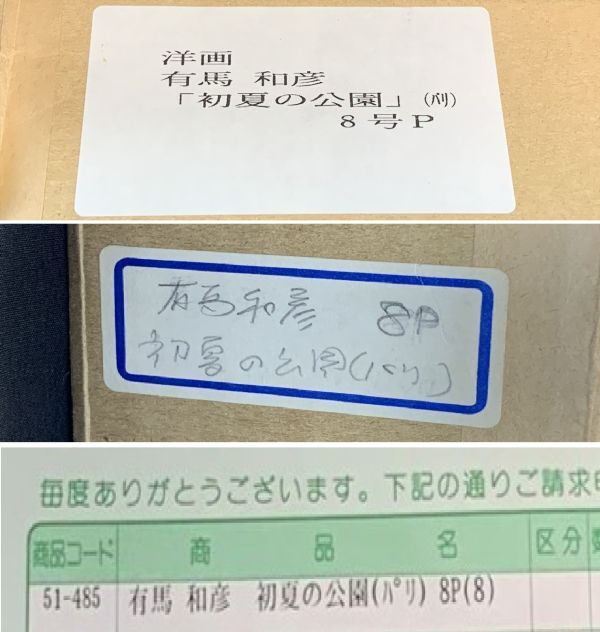 洋画
有馬 和彦
「初夏の公園」(ﾊﾟﾘ)
8号P
有馬和彦 8P
初夏の公園(パリ)
毎度ありがとうございます。下記の通りご請求
商品コード 商品名 区分
51-485 有馬 和彦 初夏の公園(ﾊﾟﾘ) 8P(8)